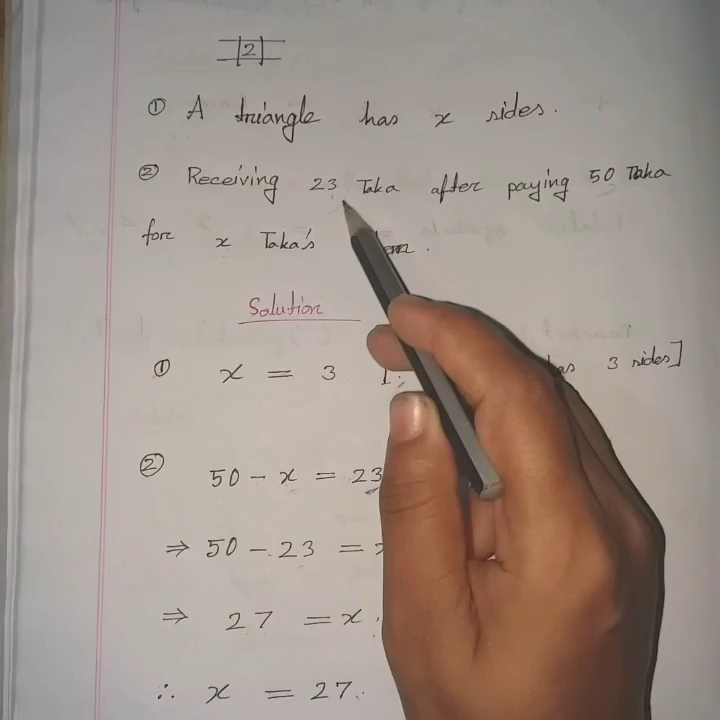 2
① A triangle has x sides.
② Receiving 23 Taka after paying 50 Taka
for x Taka's
Solution
① x = 3 has 3 sides]
② 50 - x = 23
⇒ 50 - 23 =
⇒ 27 = x
∴ x = 27.